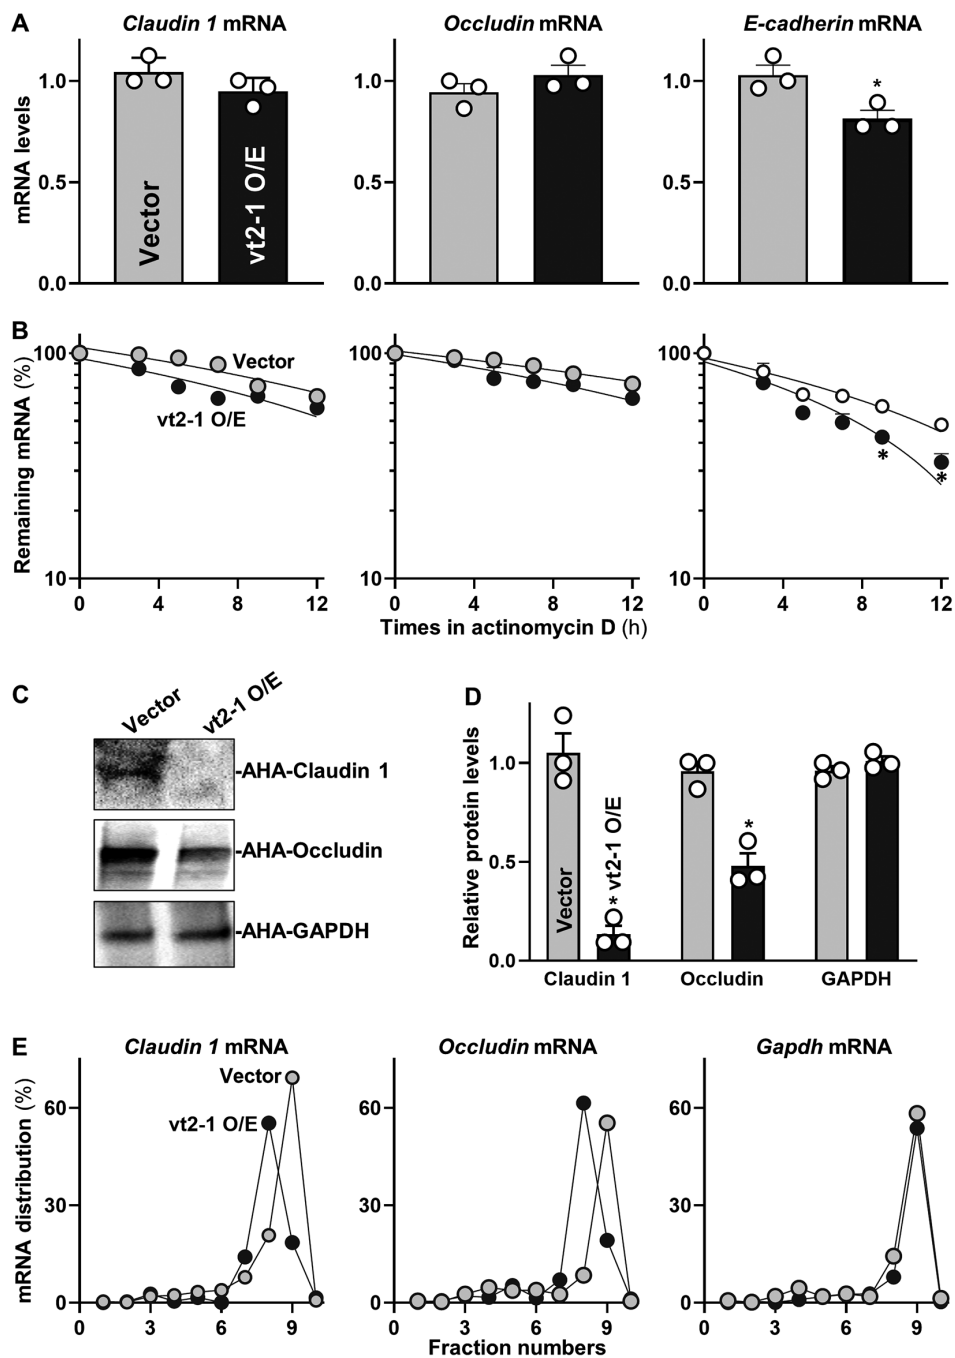 A
Claudin 1 mRNA
Occludin mRNA
E-cadherin mRNA
mRNA levels
1.0
0.5
0.0
Vector
vt2-1 O/E
1.0
0.5
0.0
1.0
0.5
0.0
*
B
Remaining mRNA (%)
100
10
Vector
vt2-1 O/E
0 4 8 12
100
10
0 4 8 12
100
10
*
*
0 4 8 12
Times in actinomycin D (h)
C
Vector
vt2-1 O/E
-AHA-Claudin 1
-AHA-Occludin
-AHA-GAPDH
D
Relative protein levels
1.0
0.5
0.0
Vector
* vt2-1 O/E
*
Claudin 1
Occludin
GAPDH
E
Claudin 1 mRNA
Occludin mRNA
Gapdh mRNA
mRNA distribution (%)
60
30
0
Vector
vt2-1 O/E
0 3 6 9
60
30
0
0 3 6 9
60
30
0
0 3 6 9
Fraction numbers